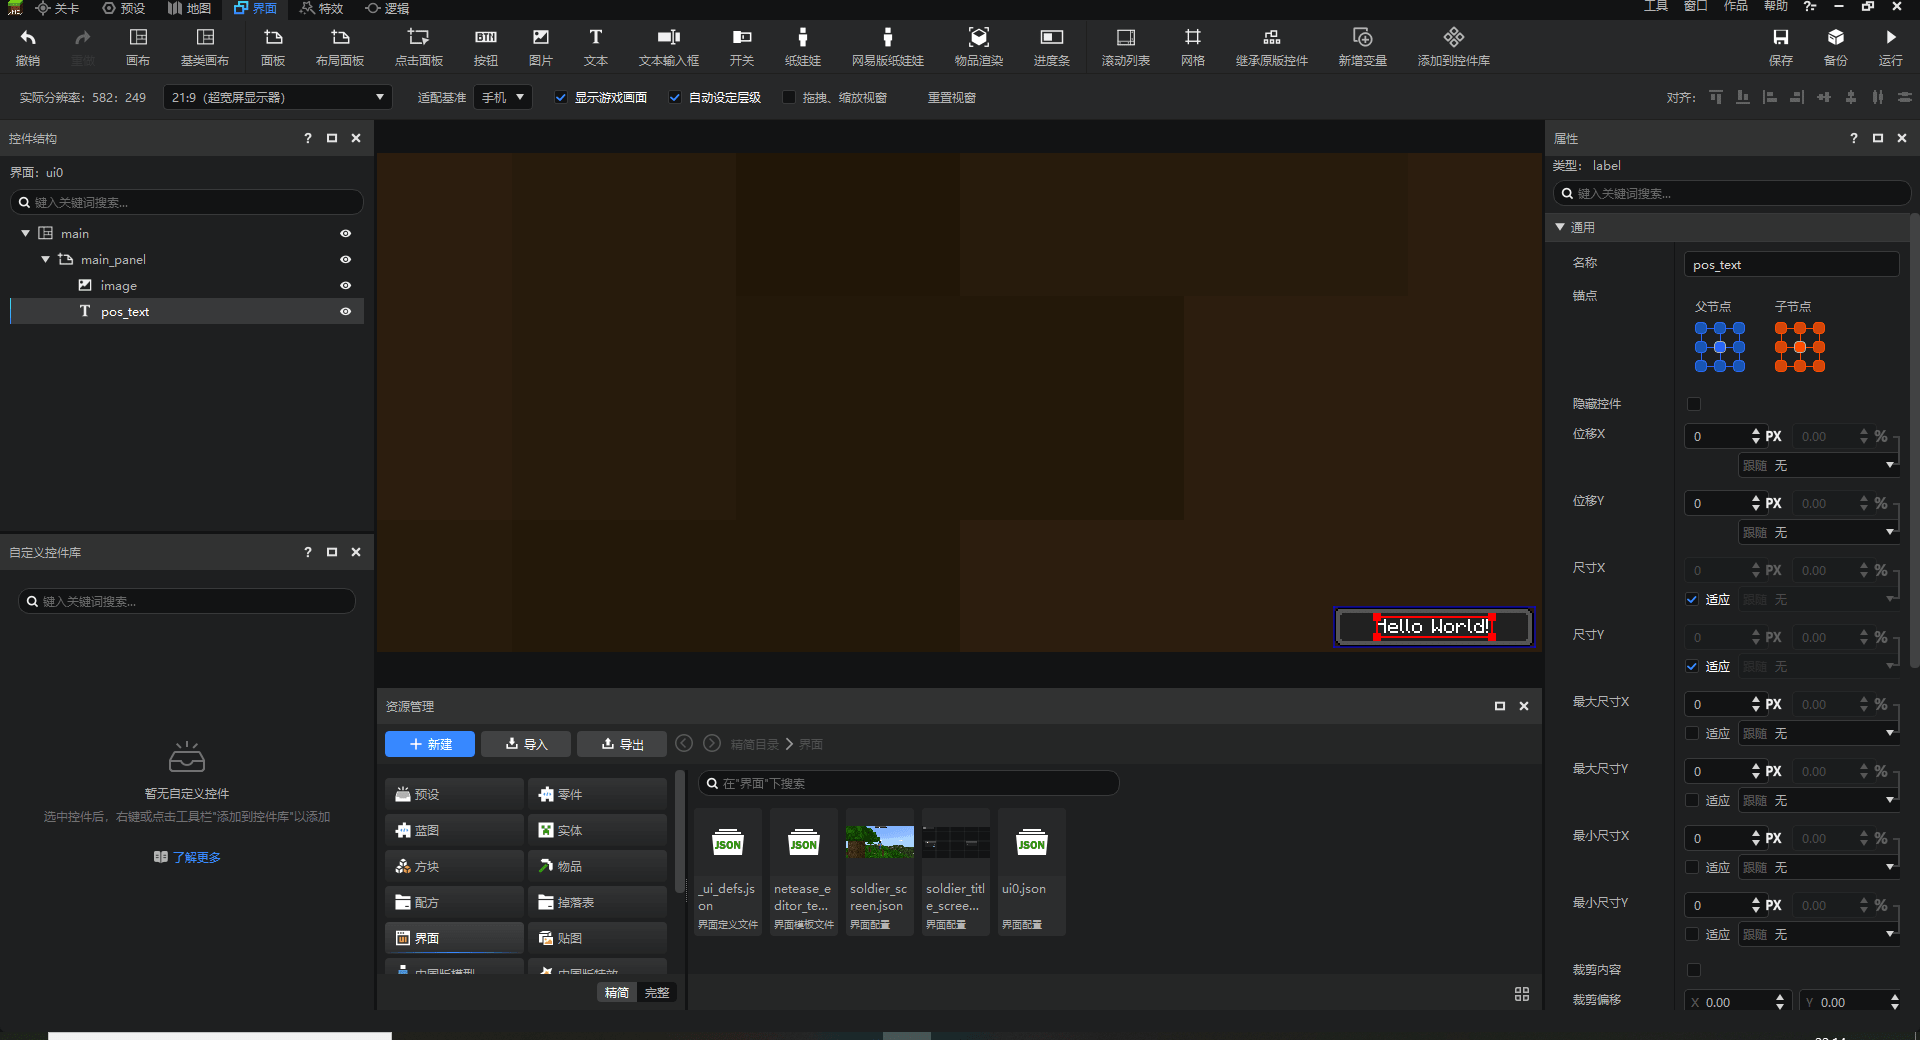 关卡 预设 地图 界面 特效 逻辑 工具 窗口 作品 帮助
撤销 重做 画布 基类画布 面板 布局面板 点击面板 BTN 按钮 图片 T 文本 文本输入框 开关 纸娃娃 网易版纸娃娃 物品渲染 进度条 滚动列表 网格 继承原版控件 新增变量 添加到控件库 保存 备份 运行
实际分辨率：582：249 21:9（超宽屏显示器） 适配基准 手机 显示游戏画面 自动设定层级 拖拽、缩放视窗 重置视窗 对齐：
控件结构
界面：ui0
键入关键词搜索...
main
main_panel
image
T pos_text
自定义控件库
键入关键词搜索...
暂无自定义控件
选中控件后，右键或点击工具栏"添加到控件库"以添加
了解更多
Hello World!
资源管理
新建 导入 导出 精简目录 界面
预设 零件
蓝图 实体
方块 物品
配方 掉落表
界面 贴图
中国版模型 中国版特效
精简 完整
在"界面"下搜索
JSON
_ui_defs.js
on
界面定义文件
JSON
netease_e
ditor_te...
界面模板文件
soldier_sc
reen.json
界面配置
soldier_titl
e_scree...
界面配置
JSON
ui0.json
界面配置
属性
类型： label
键入关键词搜索...
通用
名称 pos_text
锚点
父节点 子节点
隐藏控件
位移X 0 PX 0.00 %
跟随 无
位移Y 0 PX 0.00 %
跟随 无
尺寸X 0 PX 0.00 %
适应 跟随 无
尺寸Y 0 PX 0.00 %
适应 跟随 无
最大尺寸X 0 PX 0.00 %
适应 跟随 无
最大尺寸Y 0 PX 0.00 %
适应 跟随 无
最小尺寸X 0 PX 0.00 %
适应 跟随 无
最小尺寸Y 0 PX 0.00 %
适应 跟随 无
裁剪内容
裁剪偏移 X 0.00 Y 0.00